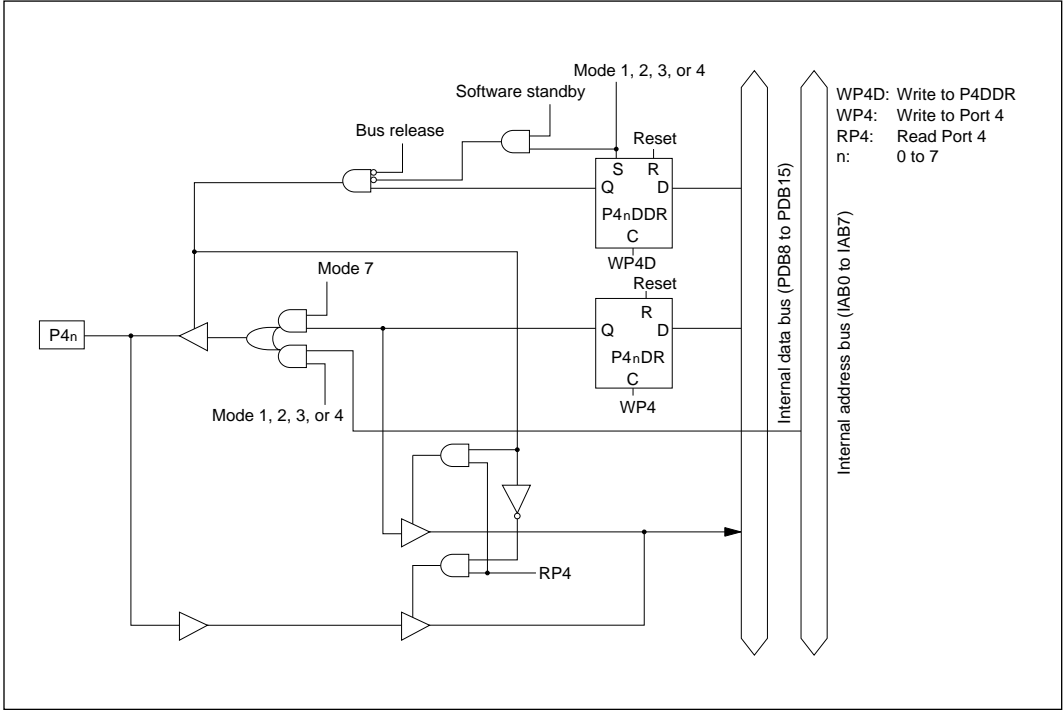 Mode 1, 2, 3, or 4
Software standby
Bus release
Reset
S R
Q D
P4nDDR
C
WP4D
WP4D: Write to P4DDR
WP4: Write to Port 4
RP4: Read Port 4
n: 0 to 7
Internal data bus (PDB8 to PDB15)
Internal address bus (IAB0 to IAB7)
Mode 7
Reset
R
Q D
P4nDR
C
WP4
P4n
Mode 1, 2, 3, or 4
RP4